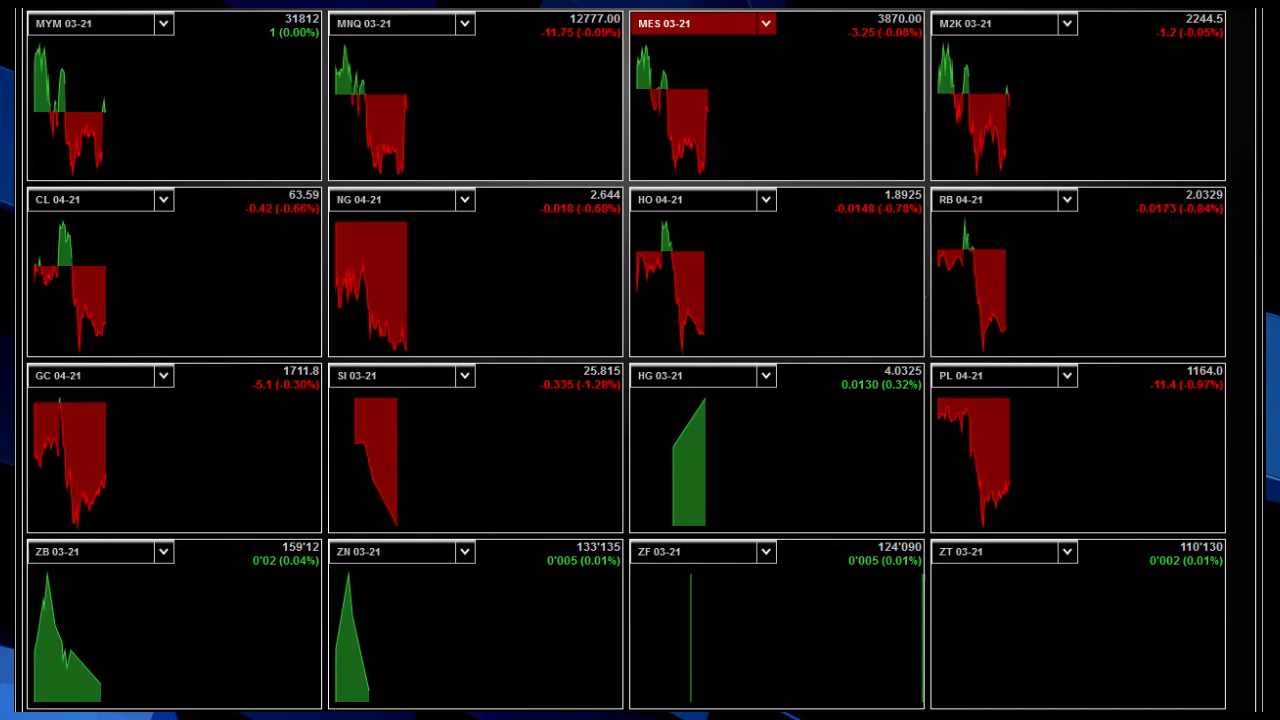 MYM 03-21
31812
1 (0.00%)
MNQ 03-21
12777.00
-11.75 (-0.09%)
MES 03-21
3870.00
-3.25 (-0.08%)
M2K 03-21
2244.5
-1.2 (-0.05%)
CL 04-21
63.59
-0.42 (-0.66%)
NG 04-21
2.644
-0.018 (-0.68%)
HO 04-21
1.8925
-0.0148 (-0.78%)
RB 04-21
2.0329
-0.0173 (-0.84%)
GC 04-21
1711.8
-5.1 (-0.30%)
SI 03-21
25.815
-0.335 (-1.28%)
HG 03-21
4.0325
0.0130 (0.32%)
PL 04-21
1164.0
-11.4 (-0.97%)
ZB 03-21
159'12
0'02 (0.04%)
ZN 03-21
133'135
0'005 (0.01%)
ZF 03-21
124'090
0'005 (0.01%)
ZT 03-21
110'130
0'002 (0.01%)